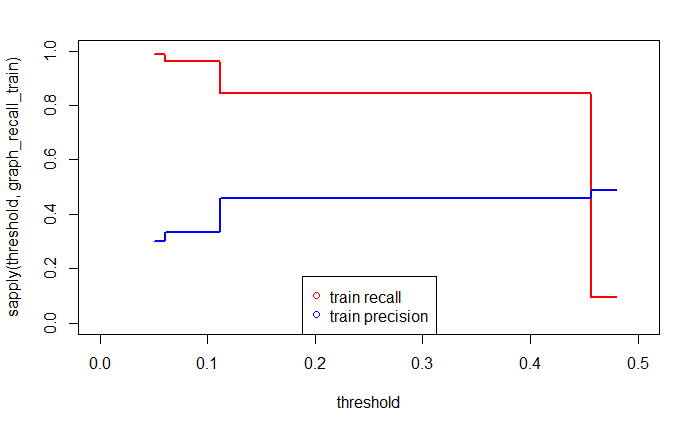 sapply(threshold, graph_recall_train)
1.0
0.8
0.6
0.4
0.2
0.0
train recall
train precision
0.0 0.1 0.2 0.3 0.4 0.5
threshold